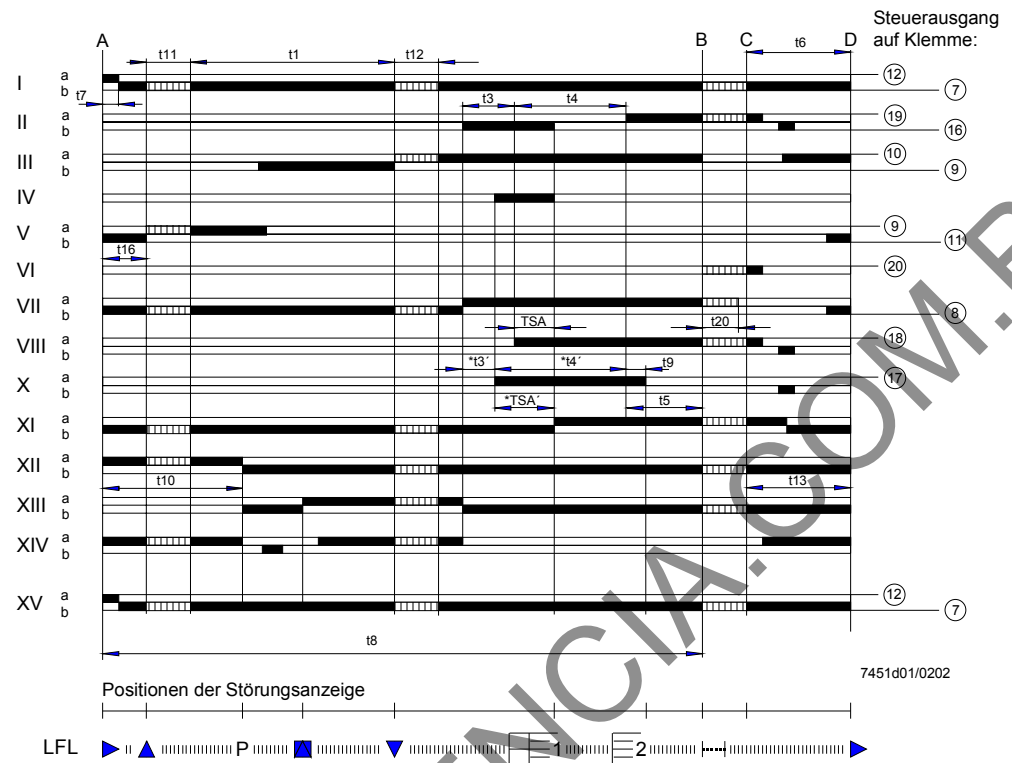 Steuerausgang
auf Klemme:
A B C D
t11 t1 t12 t6
I a b 12 7
t7
t3 t4
II a b 19 16
III a b 10 9
IV
V a b 9 11
t16
VI 20
VII a b 8
TSA t20
VIII a b 18
*t3´ *t4´ t9
X a b 17
*TSA´ t5
XI a b
XII a b
t10 t13
XIII a b
XIV a b
XV a b 12 7
t8
7451d01/0202
Positionen der Störungsanzeige
LFL P 1 2